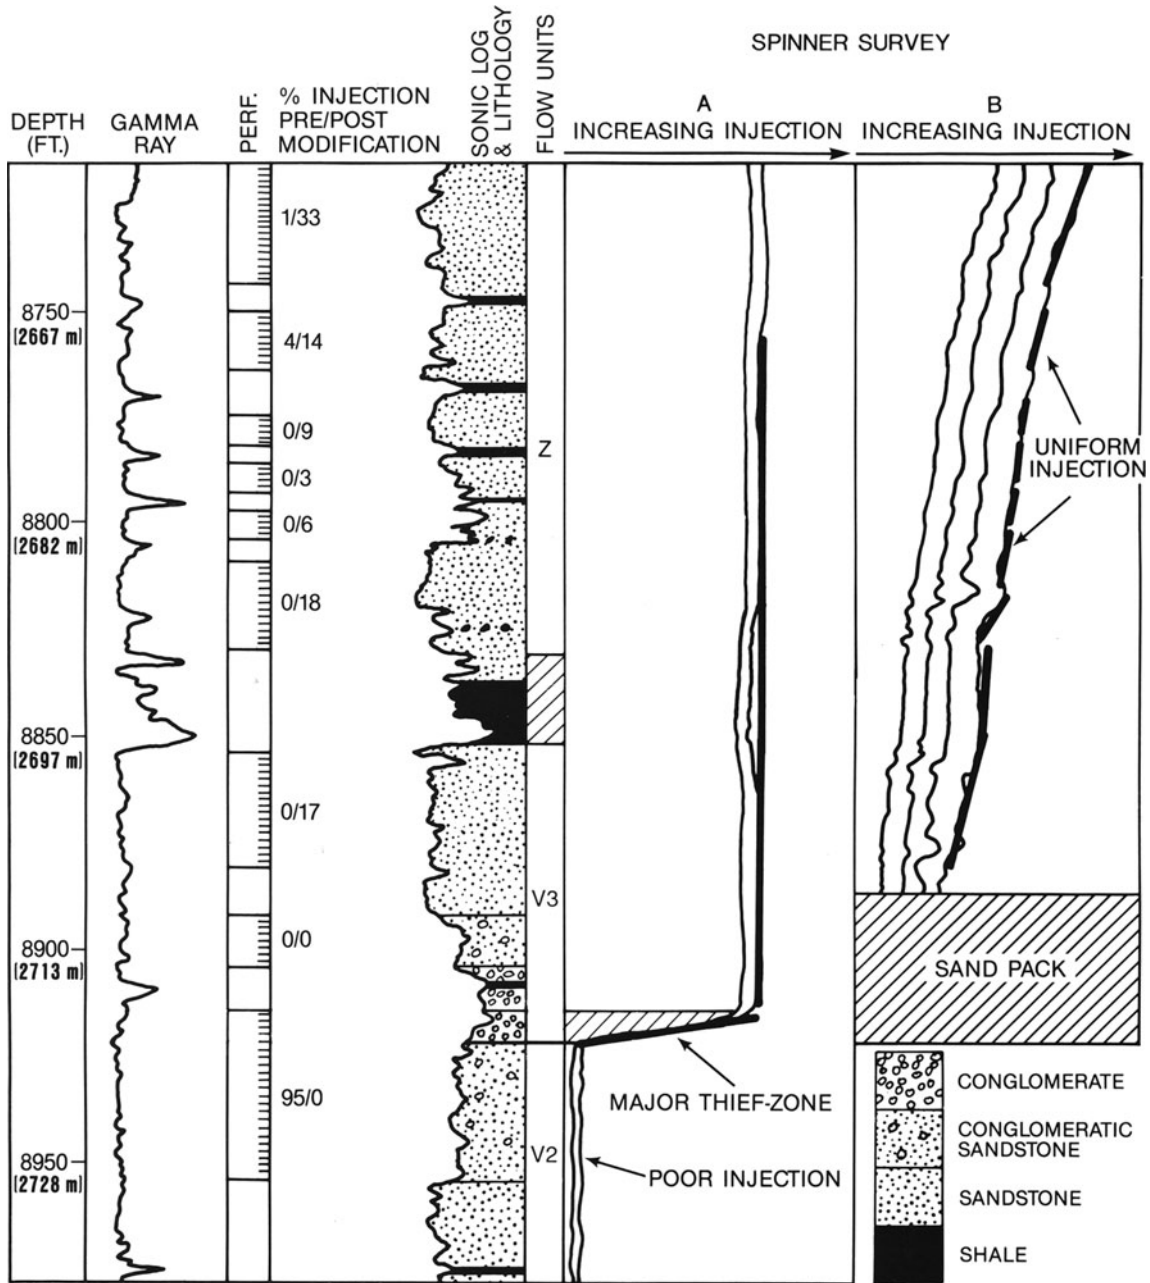 SPINNER SURVEY
DEPTH
(FT.)
GAMMA
RAY
PERF.
% INJECTION
PRE/POST
MODIFICATION
SONIC LOG
& LITHOLOGY
FLOW UNITS
A
INCREASING INJECTION
B
INCREASING INJECTION
1/33
8750
(2667 m)
4/14
0/9
Z
UNIFORM
INJECTION
0/3
8800
(2682 m)
0/6
0/18
8850
(2697 m)
0/17
V3
8900
(2713 m)
0/0
SAND PACK
95/0
MAJOR THIEF-ZONE
CONGLOMERATE
CONGLOMERATIC
SANDSTONE
8950
(2728 m)
V2
POOR INJECTION
SANDSTONE
SHALE